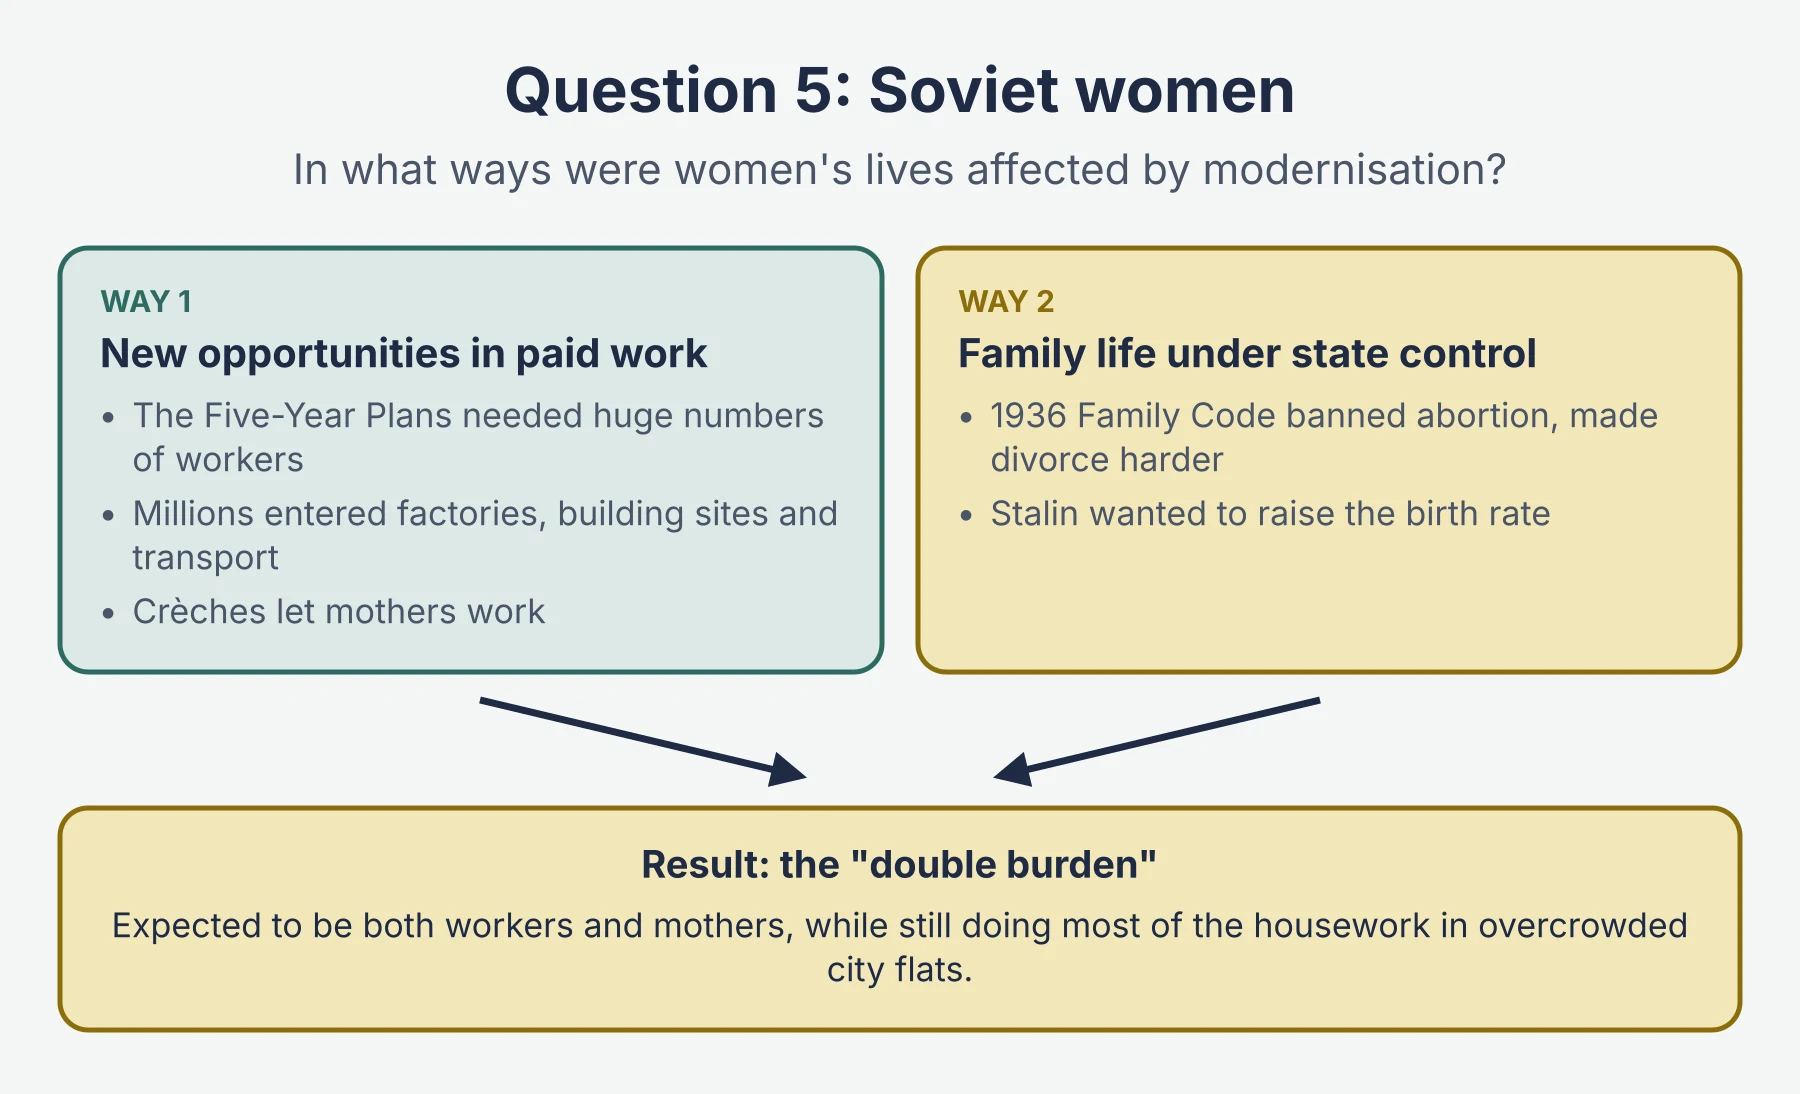 Question 5: Soviet women
In what ways were women's lives affected by modernisation?
WAY 1
New opportunities in paid work
• The Five-Year Plans needed huge numbers
of workers
• Millions entered factories, building sites and
transport
• Crèches let mothers work
WAY 2
Family life under state control
• 1936 Family Code banned abortion, made
divorce harder
• Stalin wanted to raise the birth rate
Result: the "double burden"
Expected to be both workers and mothers, while still doing most of the housework in overcrowded
city flats.